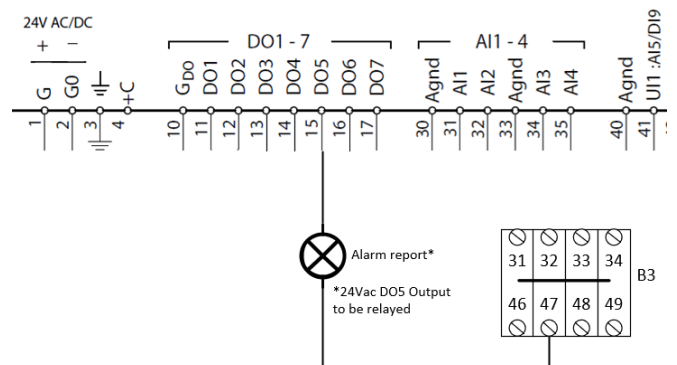 24V AC/DC
+ −
DO1 - 7
AI1 - 4
G
G0
+C
GDO
DO1
DO2
DO3
DO4
DO5
DO6
DO7
Agnd
AI1
AI2
Agnd
AI3
AI4
Agnd
UI1 :AI5/DI9
1
2
3
4
10
11
12
13
14
15
16
17
30
31
32
33
34
35
40
41
Alarm report*
*24Vac DO5 Output
to be relayed
31 32 33 34
B3
46 47 48 49